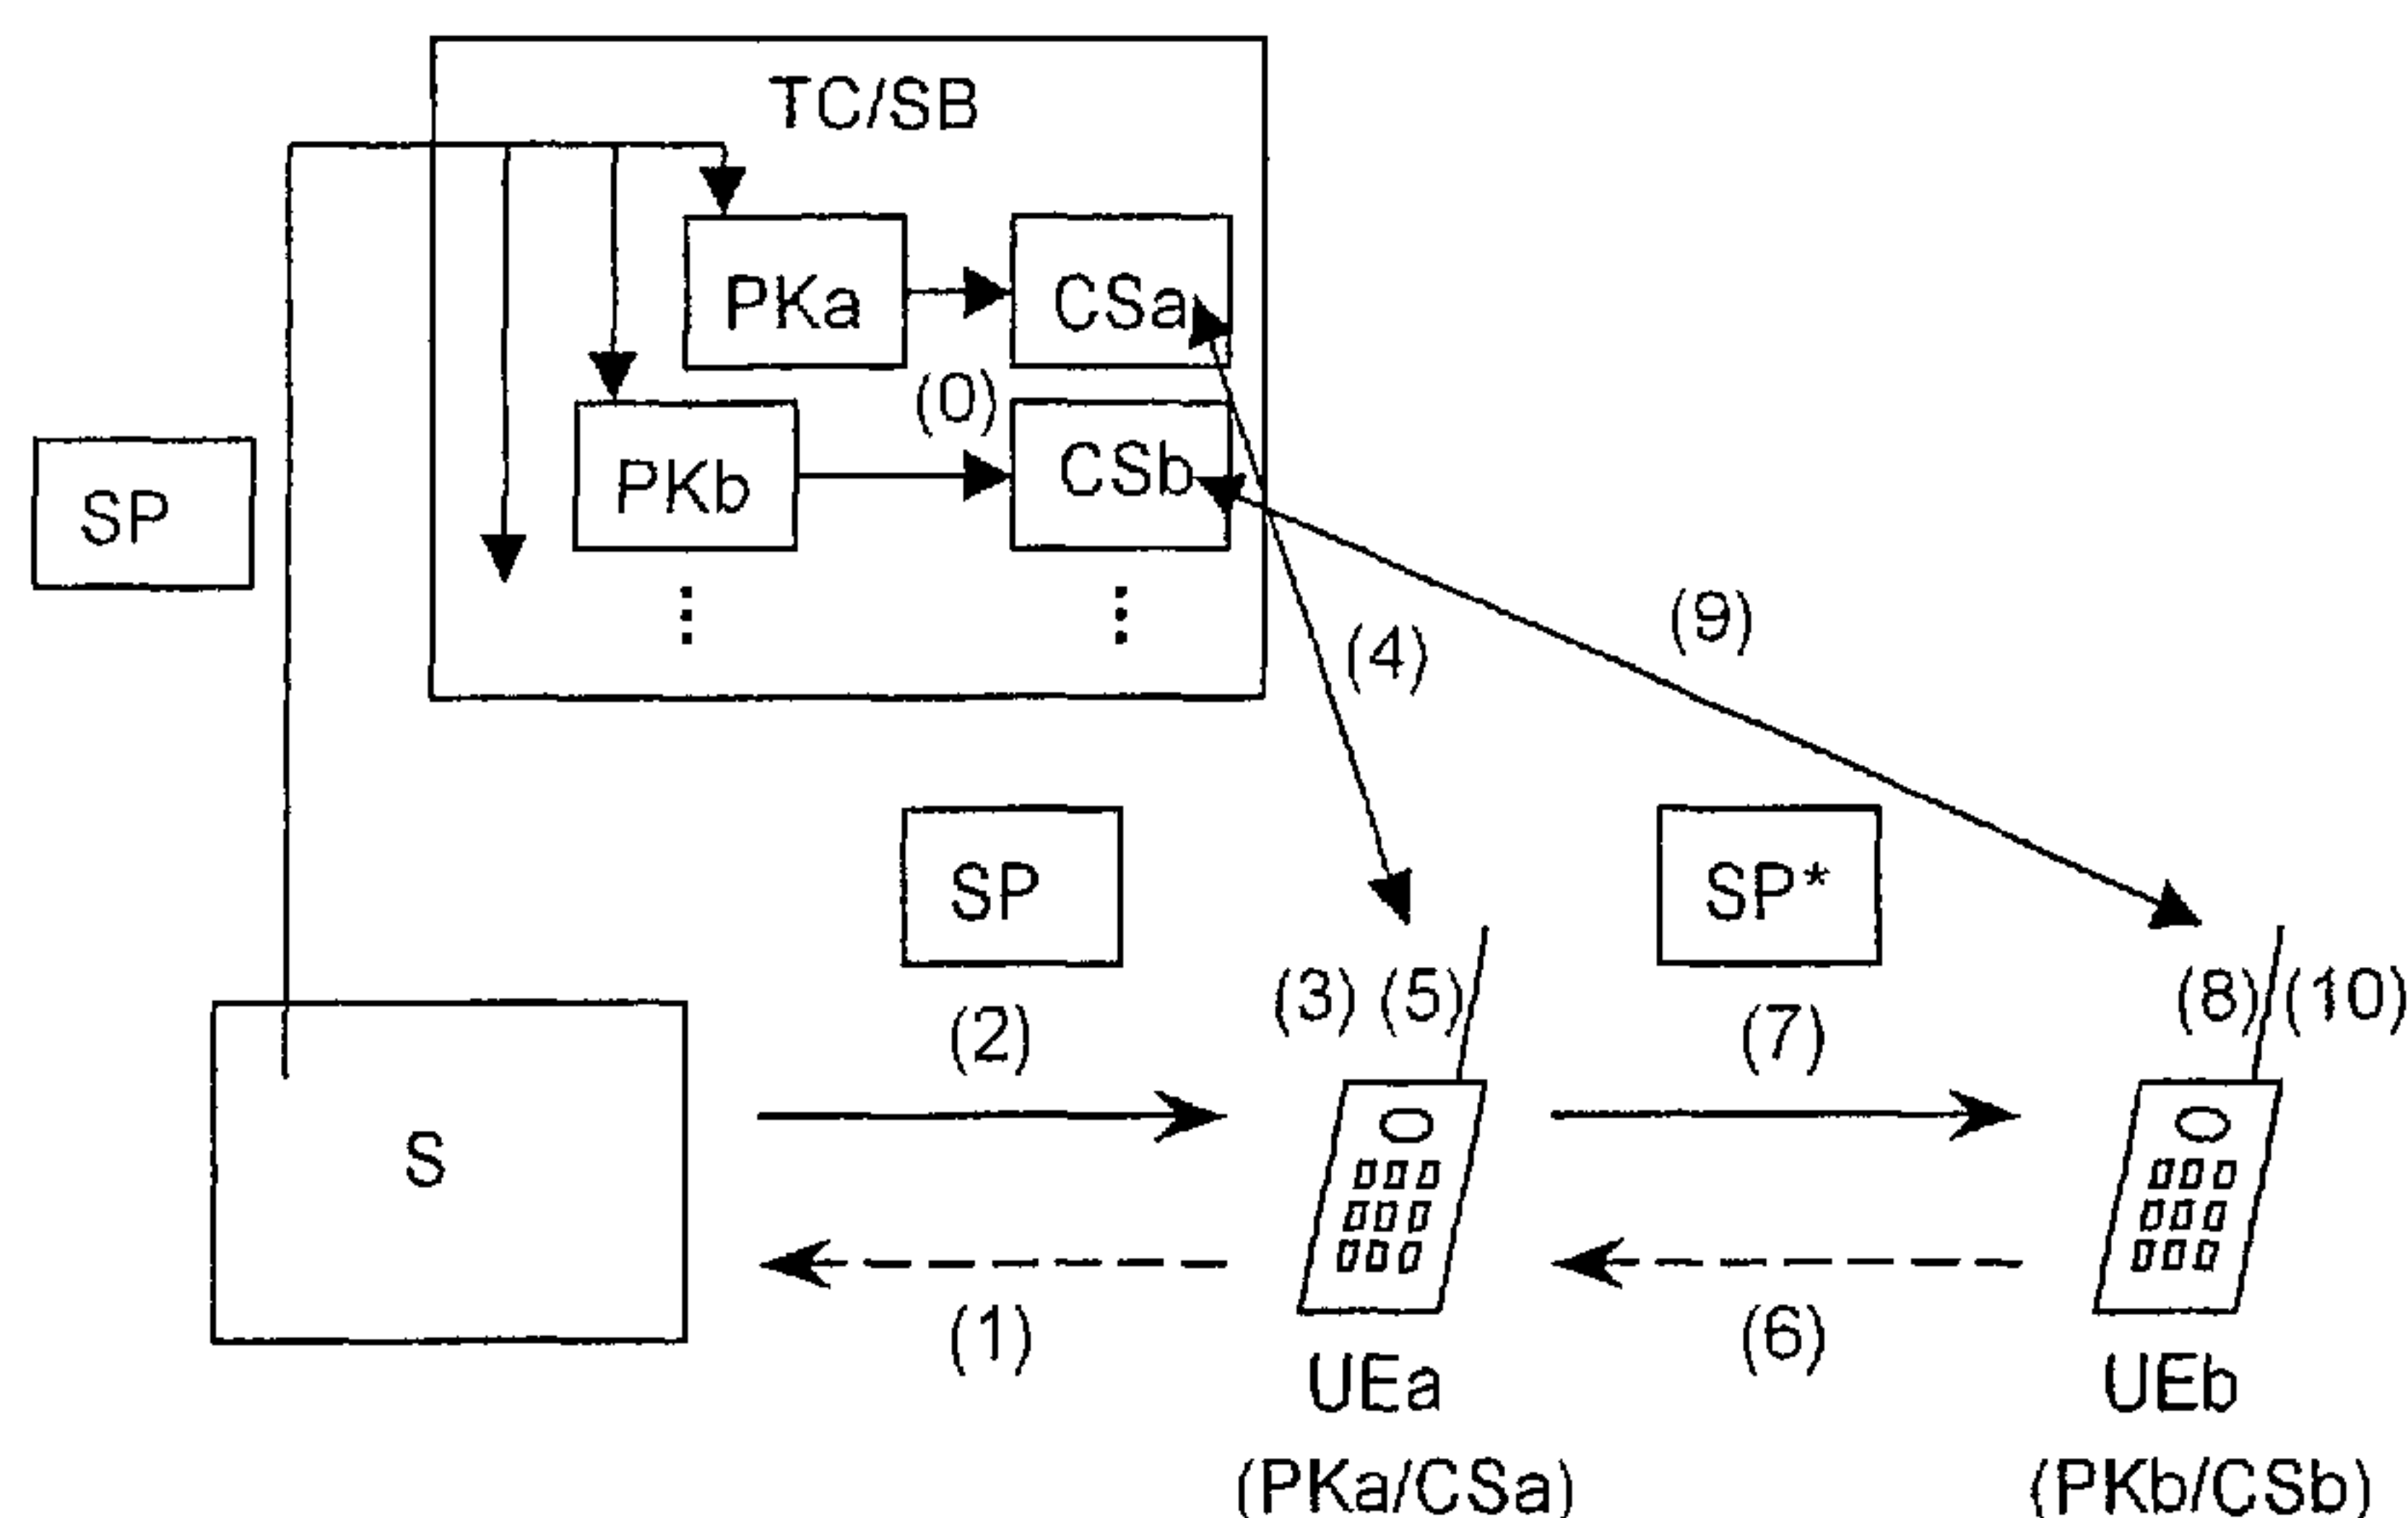 TC/SB
PKa
CSa
(0)
PKb
CSb
SP
(9)
(4)
SP
SP*
(3) (5)
(8) (10)
(2)
(7)
S
(1)
(6)
UEa
UEb
(PKa/CSa)
(PKb/CSb)